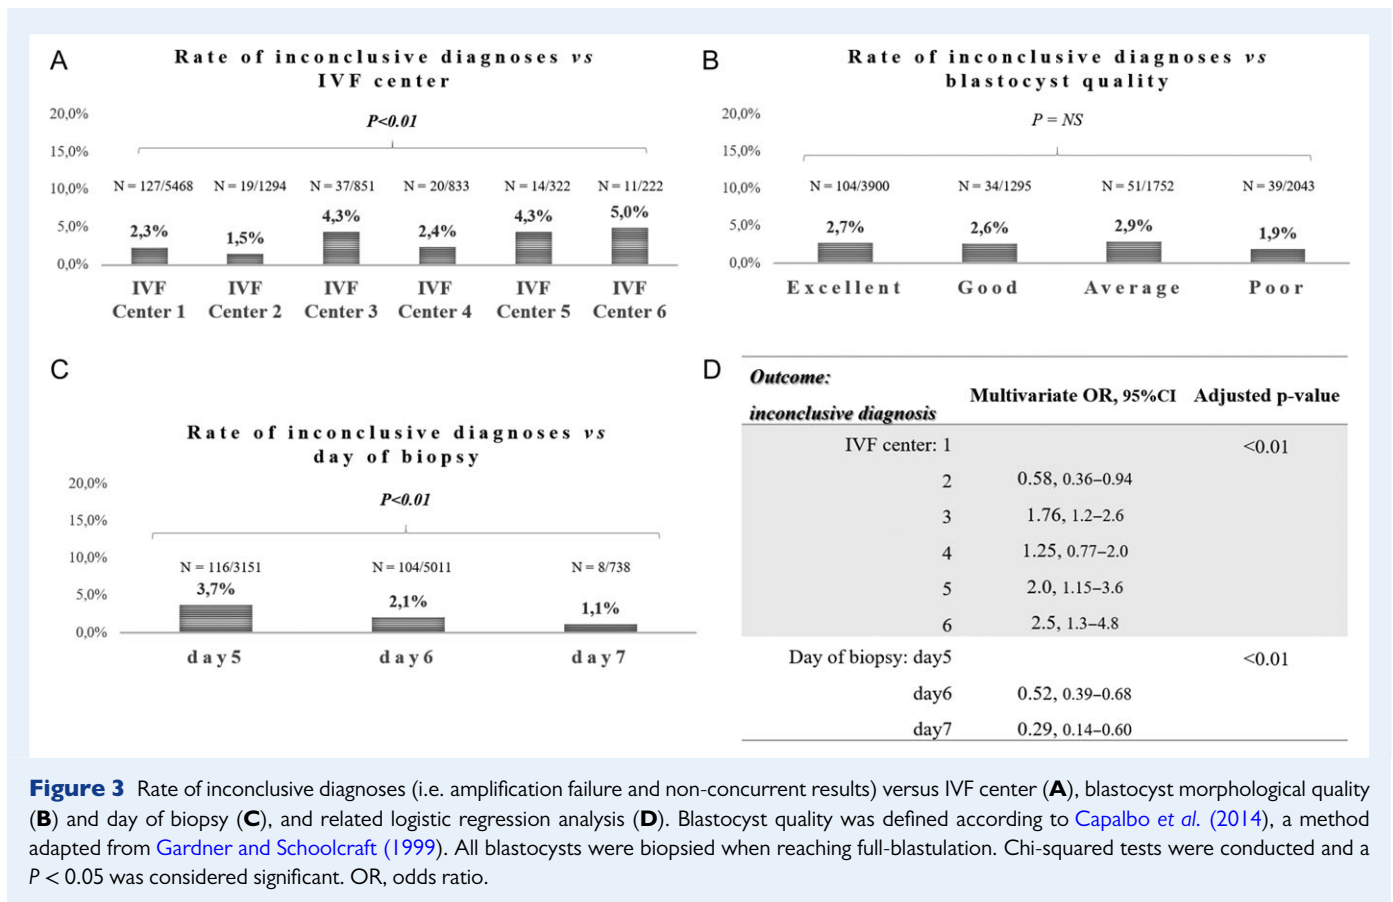 A
Rate of inconclusive diagnoses vs
IVF center
20,0%
P<0.01
15,0%
10,0%
N = 127/5468 N = 19/1294 N = 37/851 N = 20/833 N = 14/322 N = 11/222
5,0%
2,3% 1,5% 4,3% 2,4% 4,3% 5,0%
0,0%
IVF IVF IVF IVF IVF IVF
Center 1 Center 2 Center 3 Center 4 Center 5 Center 6
B
Rate of inconclusive diagnoses vs
blastocyst quality
20,0%
P = NS
15,0%
10,0%
N = 104/3900 N = 34/1295 N = 51/1752 N = 39/2043
5,0%
2,7% 2,6% 2,9% 1,9%
0,0%
Excellent Good Average Poor
C
Rate of inconclusive diagnoses vs
day of biopsy
20,0%
P<0.01
15,0%
10,0%
N = 116/3151 N = 104/5011 N = 8/738
5,0%
3,7% 2,1% 1,1%
0,0%
day5 day6 day7
D
Outcome:
inconclusive diagnosis
Multivariate OR, 95%CI Adjusted p-value
IVF center: 1 <0.01
2 0.58, 0.36–0.94
3 1.76, 1.2–2.6
4 1.25, 0.77–2.0
5 2.0, 1.15–3.6
6 2.5, 1.3–4.8
Day of biopsy: day5 <0.01
day6 0.52, 0.39–0.68
day7 0.29, 0.14–0.60
Figure 3 Rate of inconclusive diagnoses (i.e. amplification failure and non-concurrent results) versus IVF center (A), blastocyst morphological quality
(B) and day of biopsy (C), and related logistic regression analysis (D). Blastocyst quality was defined according to Capalbo et al. (2014), a method
adapted from Gardner and Schoolcraft (1999). All blastocysts were biopsied when reaching full-blastulation. Chi-squared tests were conducted and a
P < 0.05 was considered significant. OR, odds ratio.